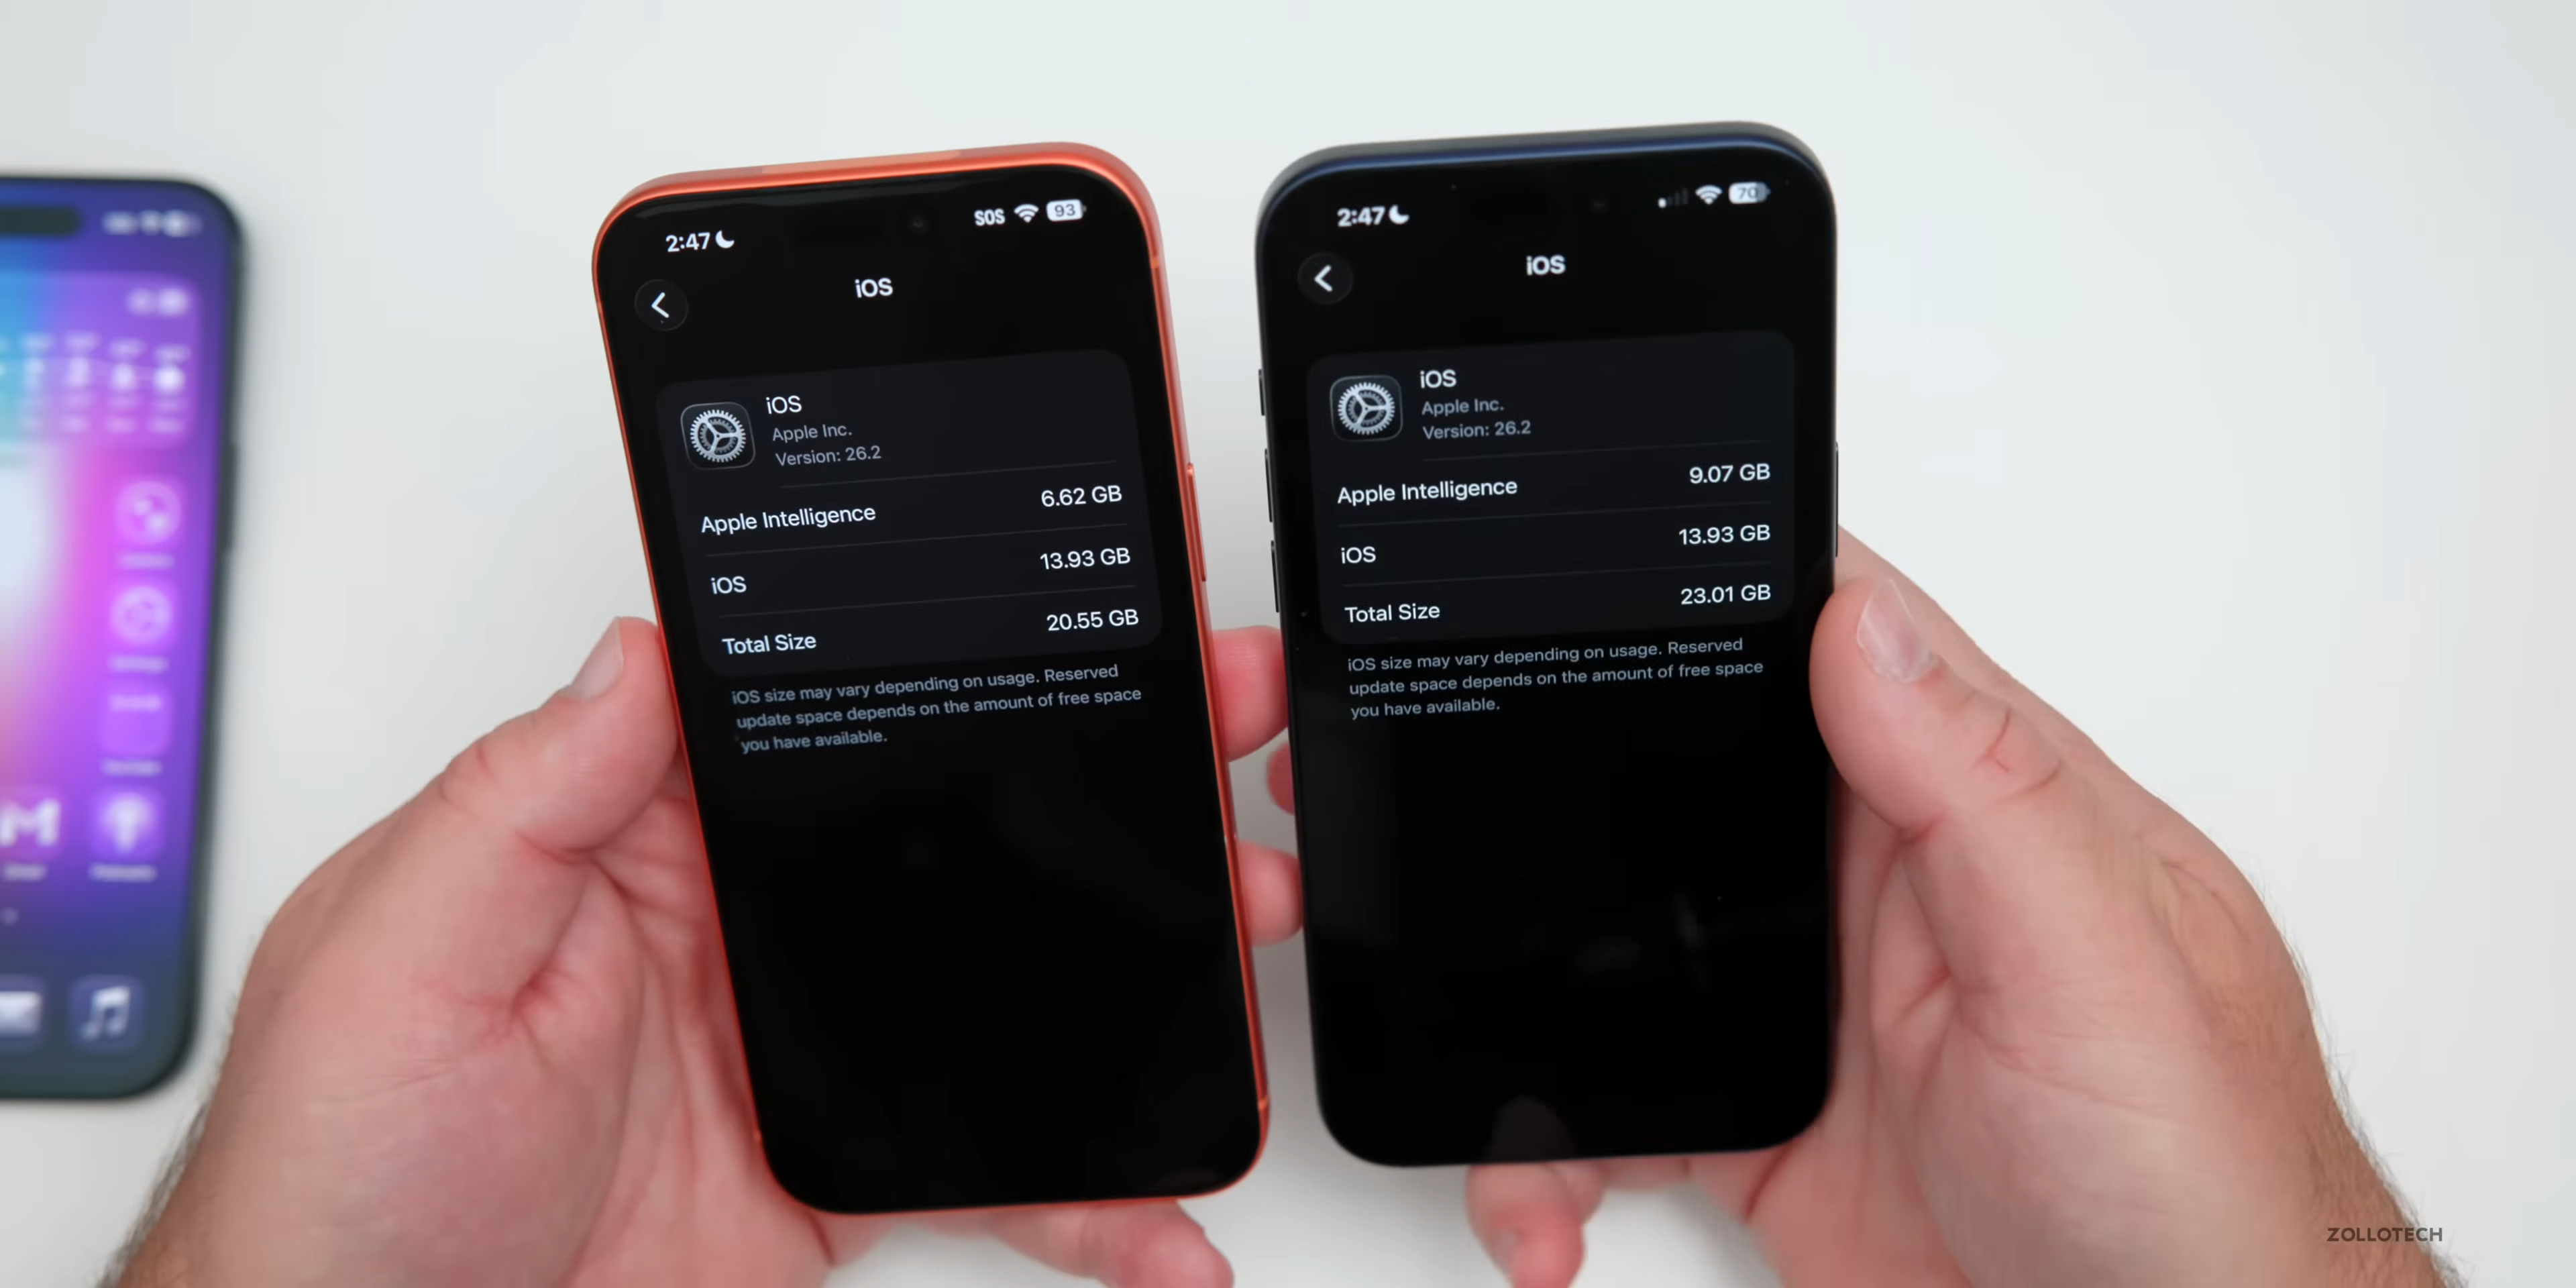 2:47
SOS
93
iOS
iOS
Apple Inc.
Version: 26.2
Apple Intelligence 6.62 GB
iOS 13.93 GB
Total Size 20.55 GB
iOS size may vary depending on usage. Reserved
update space depends on the amount of free space
you have available.
2:47
70
iOS
iOS
Apple Inc.
Version: 26.2
Apple Intelligence 9.07 GB
iOS 13.93 GB
Total Size 23.01 GB
iOS size may vary depending on usage. Reserved
update space depends on the amount of free space
you have available.
ZOLLOTECH